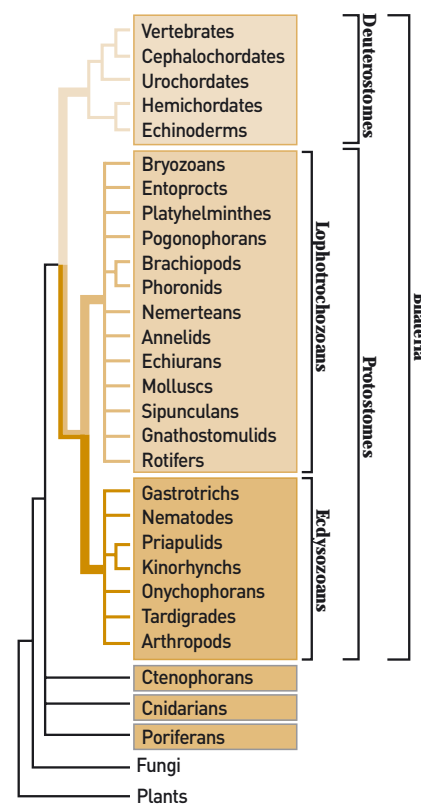 Vertebrates
Cephalochordates
Urochordates
Hemichordates
Echinoderms
Deuterostomes
Bryozoans
Entoprocts
Platyhelminthes
Pogonophorans
Brachiopods
Phoronids
Nemerteans
Annelids
Echiurans
Molluscs
Sipunculans
Gnathostomulids
Rotifers
Lophotrochozoans
Gastrotrichs
Nematodes
Priapulids
Kinorhynchs
Onychophorans
Tardigrades
Arthropods
Ecdysozoans
Protostomes
Bilateria
Ctenophorans
Cnidarians
Poriferans
Fungi
Plants